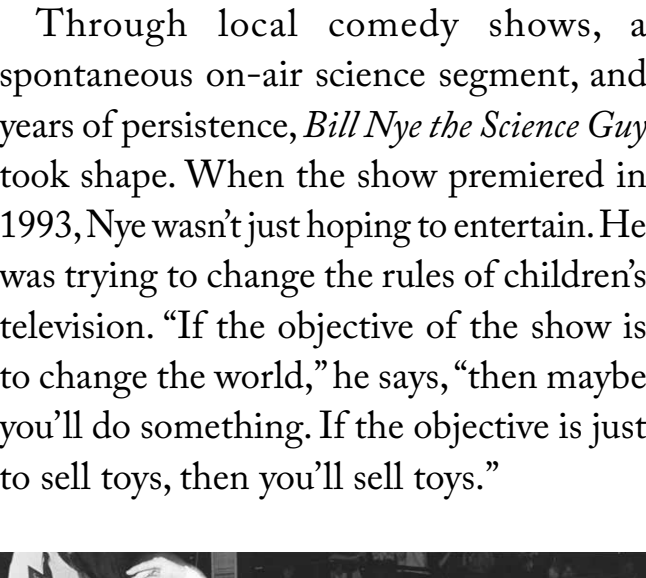 Through local comedy shows, a
spontaneous on-air science segment, and
years of persistence, Bill Nye the Science Guy
took shape. When the show premiered in
1993, Nye wasn’t just hoping to entertain. He
was trying to change the rules of children’s
television. “If the objective of the show is
to change the world,” he says, “then maybe
you’ll do something. If the objective is just
to sell toys, then you’ll sell toys.”